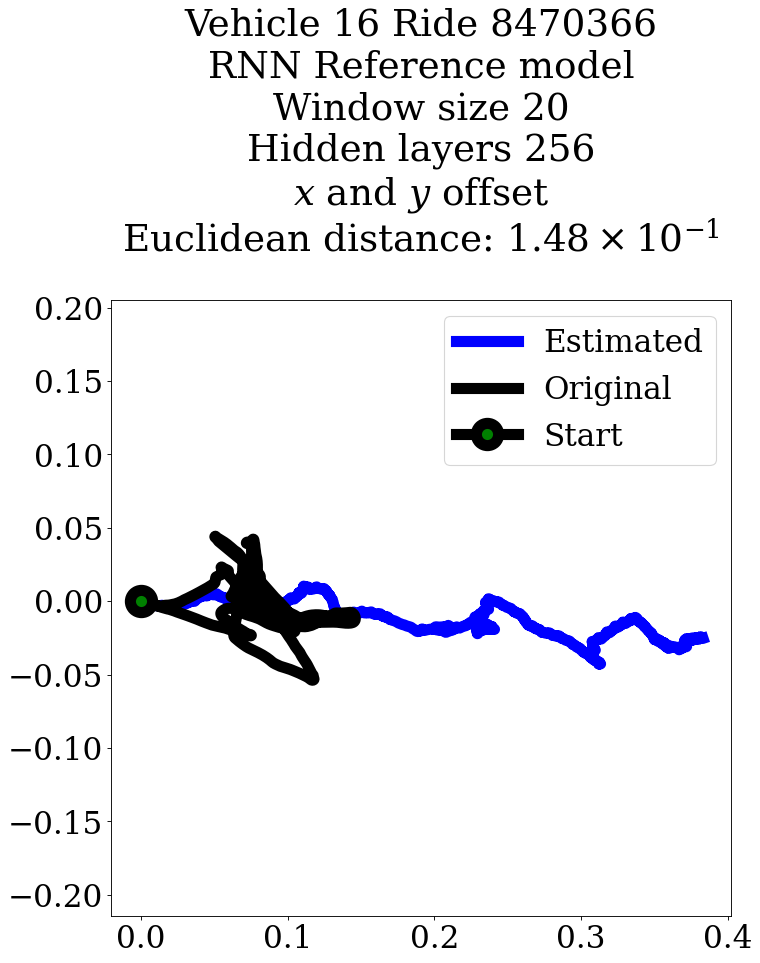 Vehicle 16 Ride 8470366
RNN Reference model
Window size 20
Hidden layers 256
x and y offset
Euclidean distance: 1.48 × 10⁻¹
Estimated
Original
Start
0.20
0.15
0.10
0.05
0.00
−0.05
−0.10
−0.15
−0.20
0.0 0.1 0.2 0.3 0.4